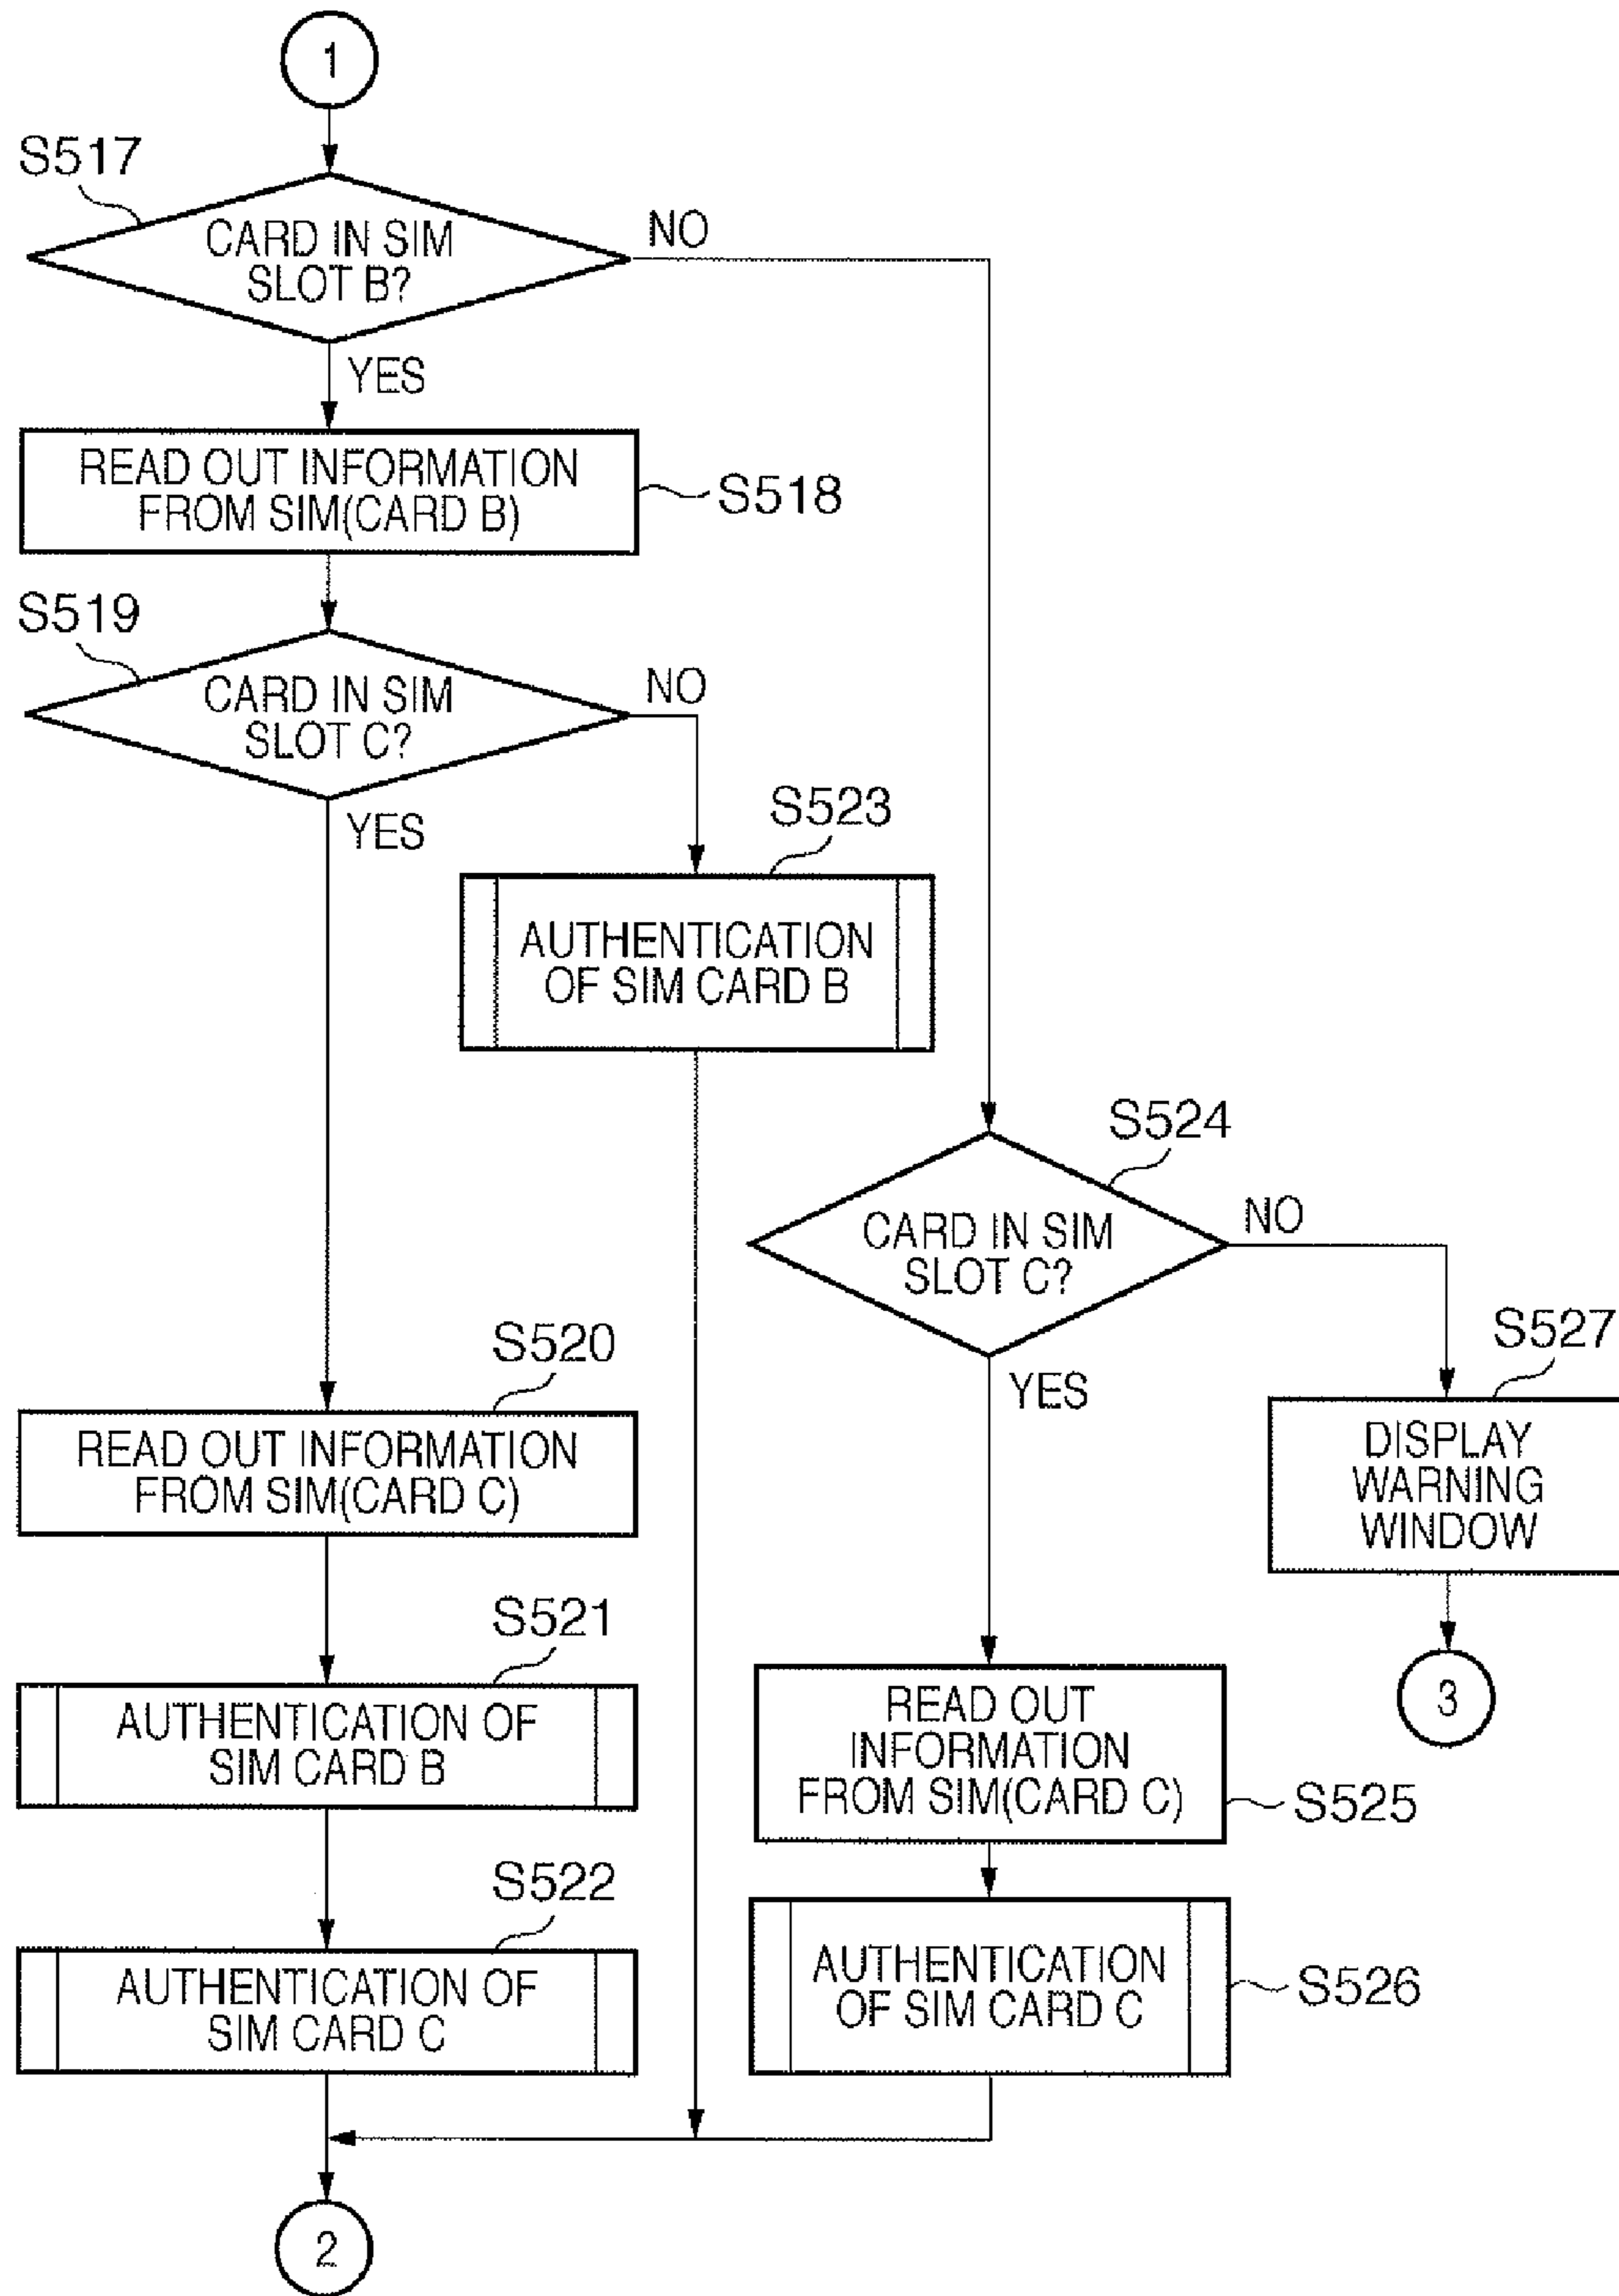 1
S517
CARD IN SIM
SLOT B?
NO
YES
READ OUT INFORMATION
FROM SIM(CARD B)
S518
S519
CARD IN SIM
SLOT C?
NO
YES
S523
AUTHENTICATION
OF SIM CARD B
S524
CARD IN SIM
SLOT C?
NO
YES
S520
READ OUT INFORMATION
FROM SIM(CARD C)
S527
DISPLAY
WARNING
WINDOW
3
S521
AUTHENTICATION OF
SIM CARD B
READ OUT
INFORMATION
FROM SIM(CARD C)
S525
S522
AUTHENTICATION OF
SIM CARD C
AUTHENTICATION
OF SIM CARD C
S526
2